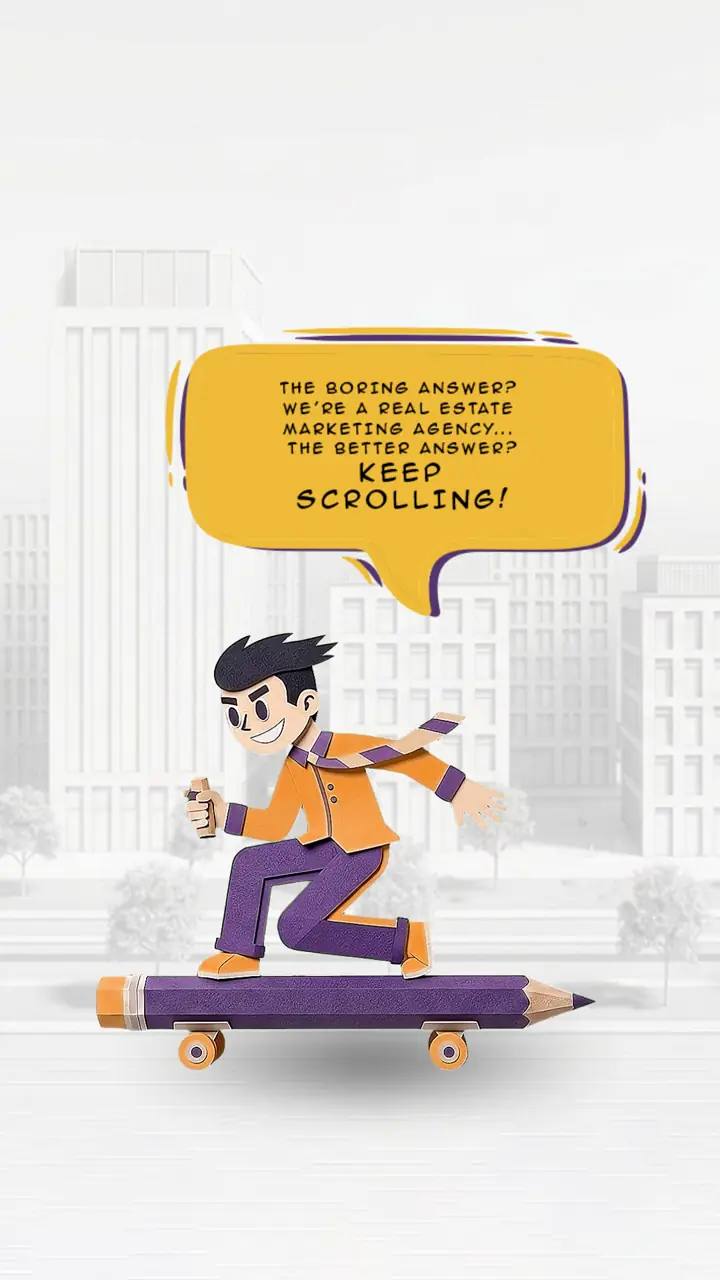 THE BORING ANSWER?
WE'RE A REAL ESTATE
MARKETING AGENCY...
THE BETTER ANSWER?
KEEP
SCROLLING!